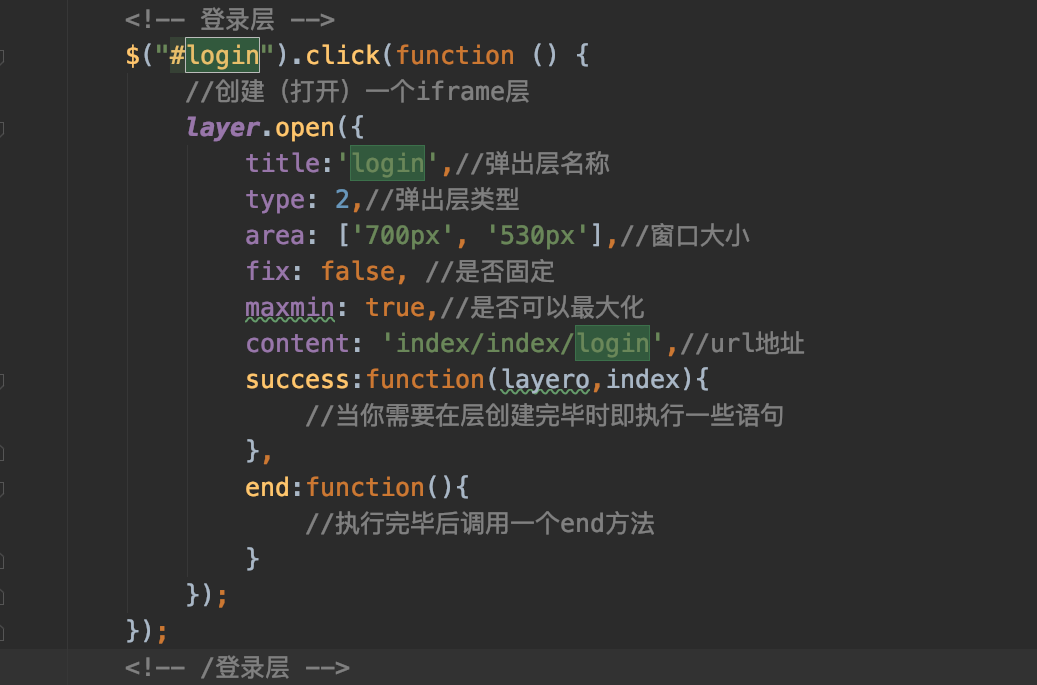 <!-- 登录层 -->
$("#login").click(function () {
//创建（打开）一个iframe层
layer.open({
title:'login',//弹出层名称
type: 2,//弹出层类型
area: ['700px', '530px'],//窗口大小
fix: false, //是否固定
maxmin: true,//是否可以最大化
content: 'index/index/login',//url地址
success:function(layero,index){
//当你需要在层创建完毕时即执行一些语句
},
end:function(){
//执行完毕后调用一个end方法
}
});
});
<!-- /登录层 -->